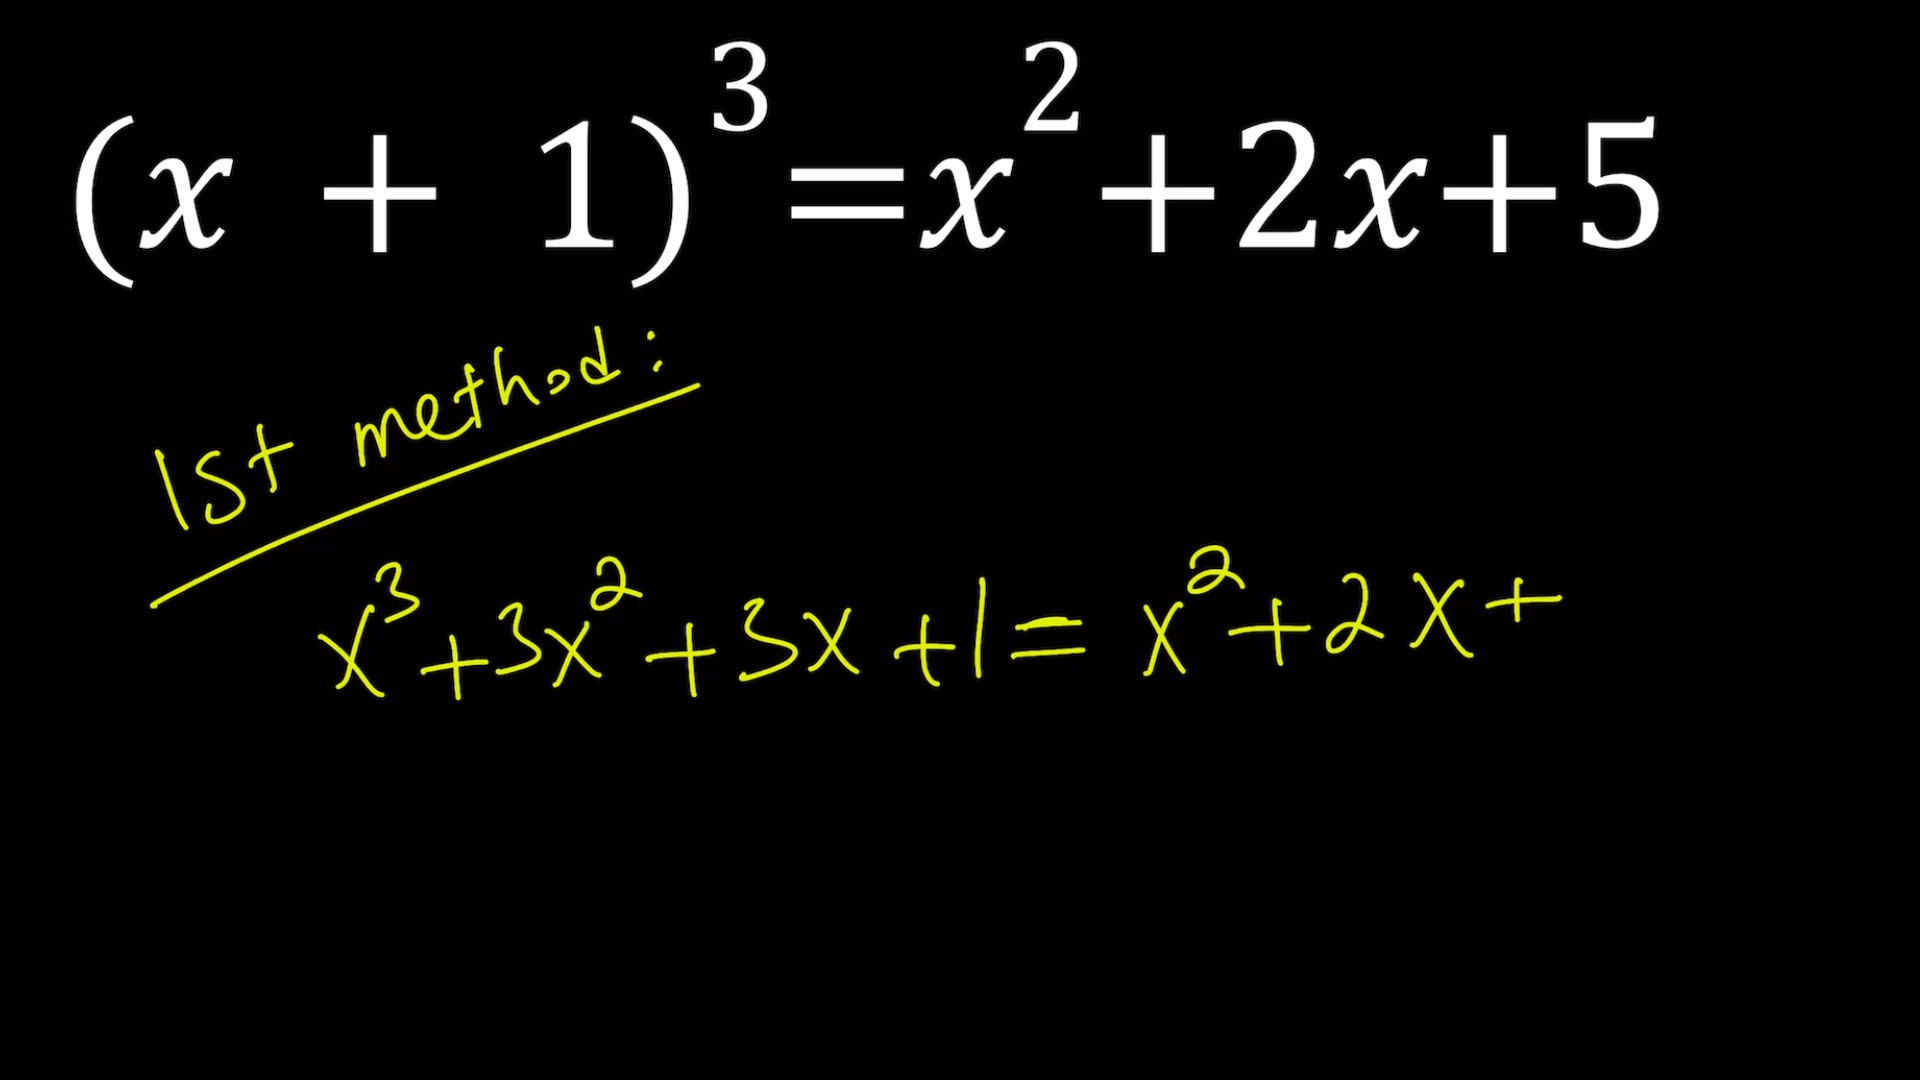 (x + 1)³=x²+2x+5
1st method:
x³+3x²+3x+1=x²+2x+